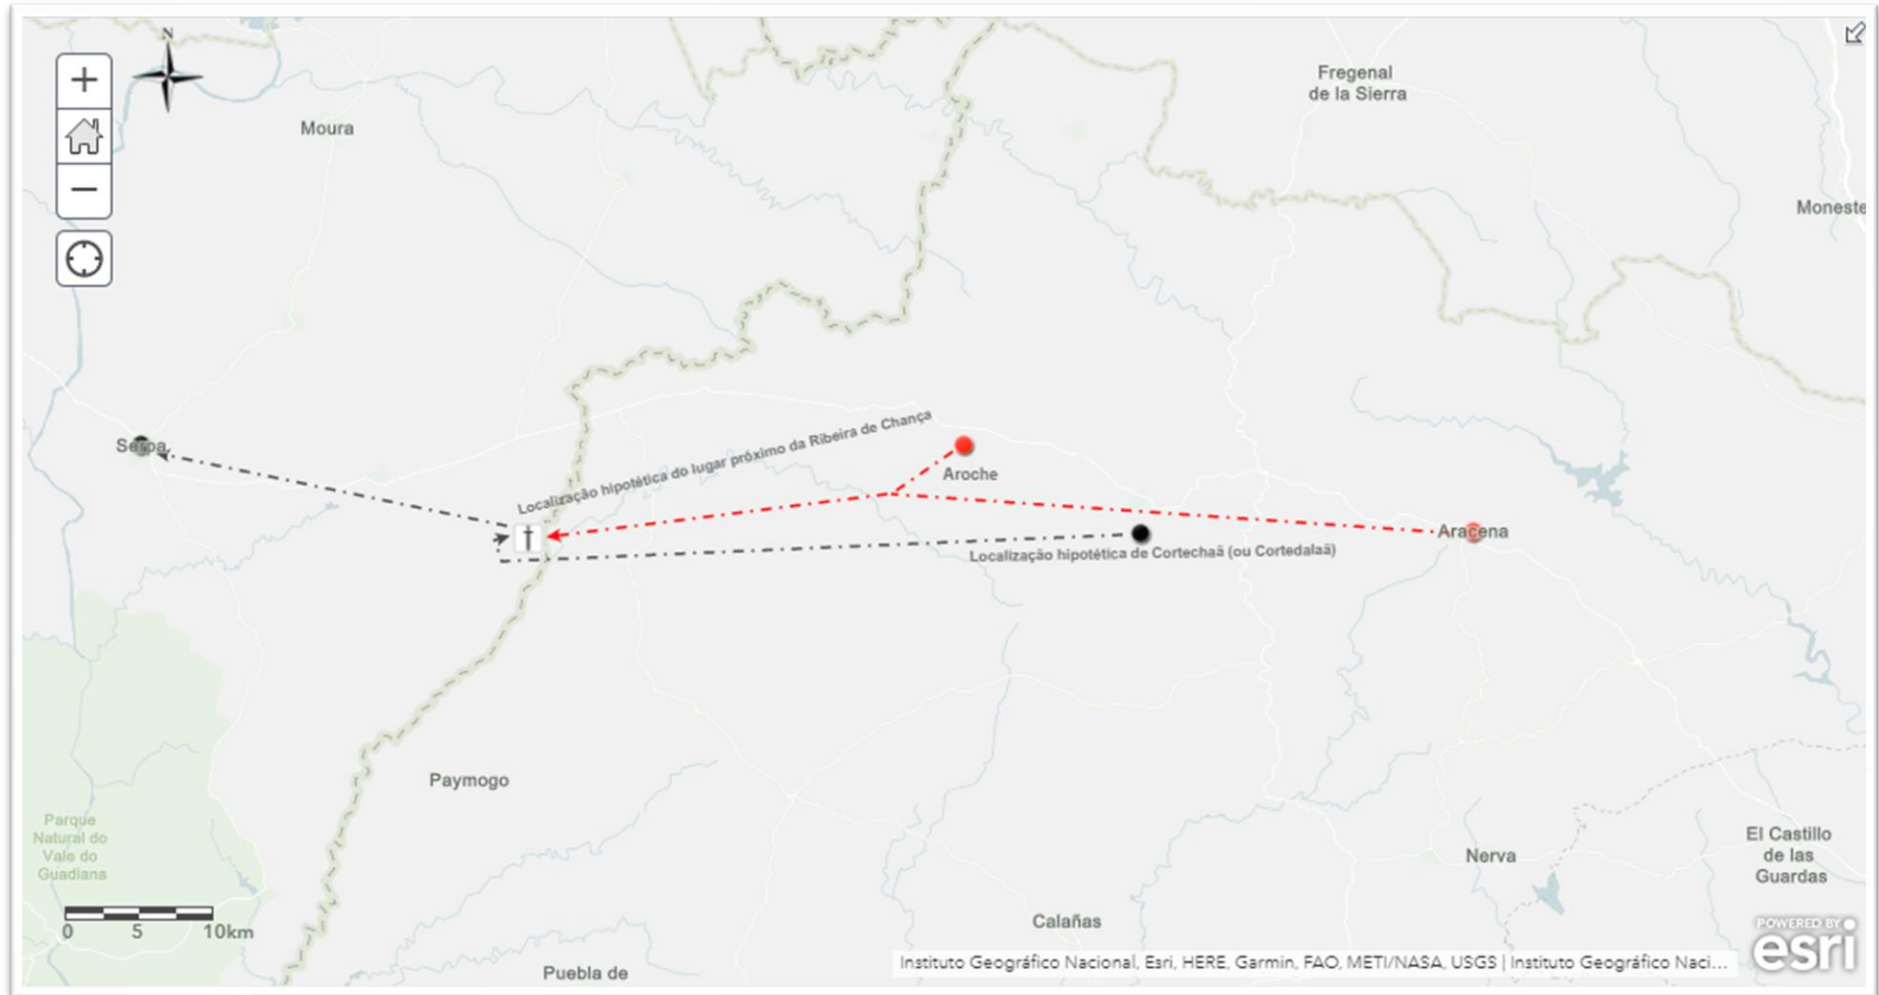 N
+
−
Fregenal
de la Sierra
Moura
Moneste
Localização hipotética do lugar próximo da Ribeira de Chança
Serpa
Aroche
Aracena
†
Localização hipotética de Cortechaã (ou Cortedalaã)
Paymogo
Parque
Natural do
Vale do
Guadiana
El Castillo
de las
Guardas
Nerva
0 5 10km
Calañas
POWERED BY
esri
Puebla de
Instituto Geográfico Nacional, Esri, HERE, Garmin, FAO, METI/NASA, USGS | Instituto Geográfico Naci...